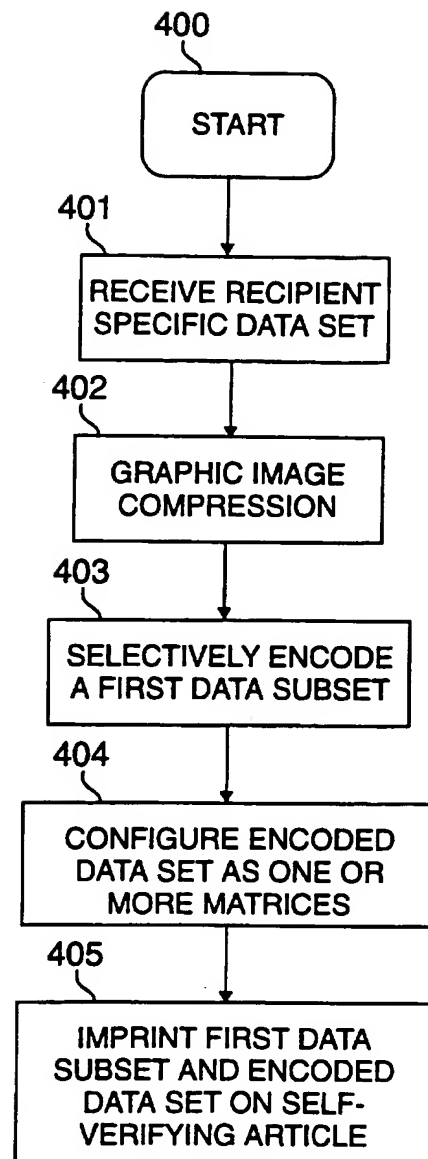 400
START
401
RECEIVE RECIPIENT
SPECIFIC DATA SET
402
GRAPHIC IMAGE
COMPRESSION
403
SELECTIVELY ENCODE
A FIRST DATA SUBSET
404
CONFIGURE ENCODED
DATA SET AS ONE OR
MORE MATRICES
405
IMPRINT FIRST DATA
SUBSET AND ENCODED
DATA SET ON SELF-
VERIFYING ARTICLE